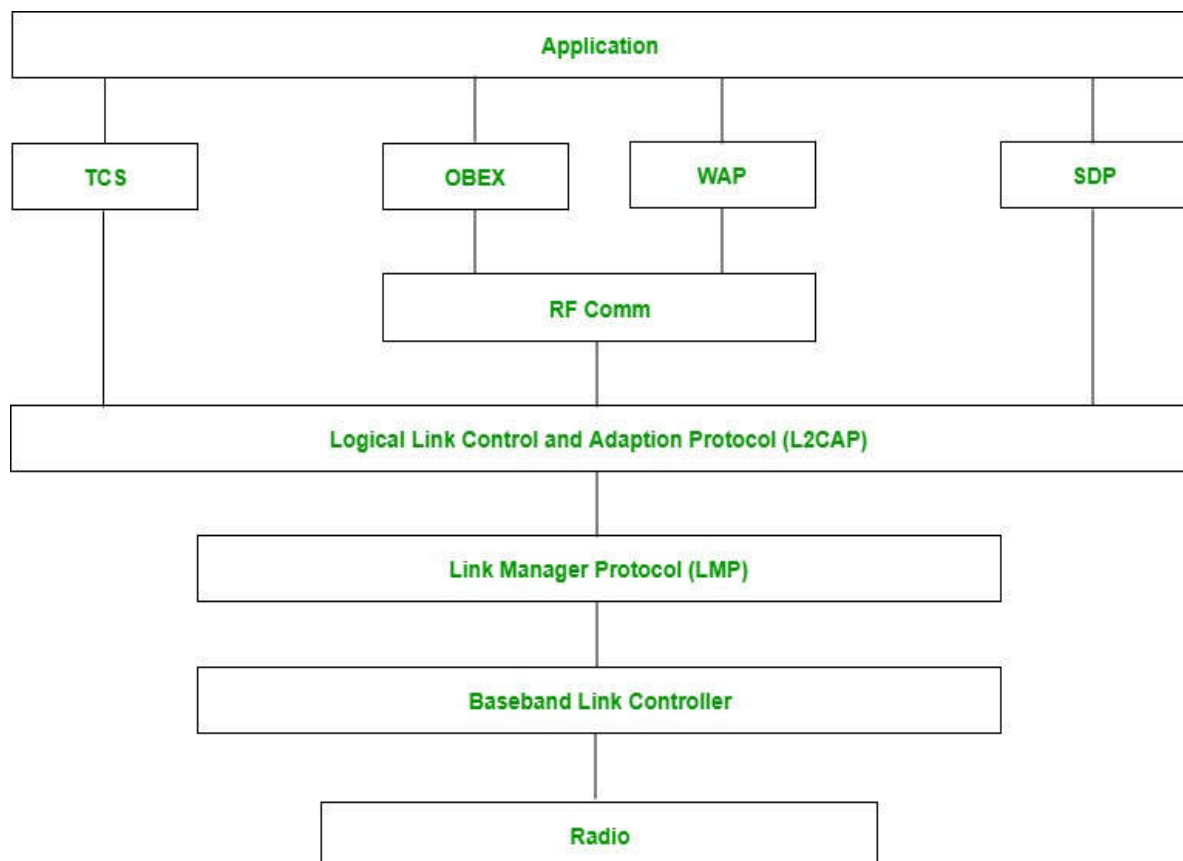 Application
TCS
OBEX
WAP
SDP
RF Comm
Logical Link Control and Adaption Protocol (L2CAP)
Link Manager Protocol (LMP)
Baseband Link Controller
Radio